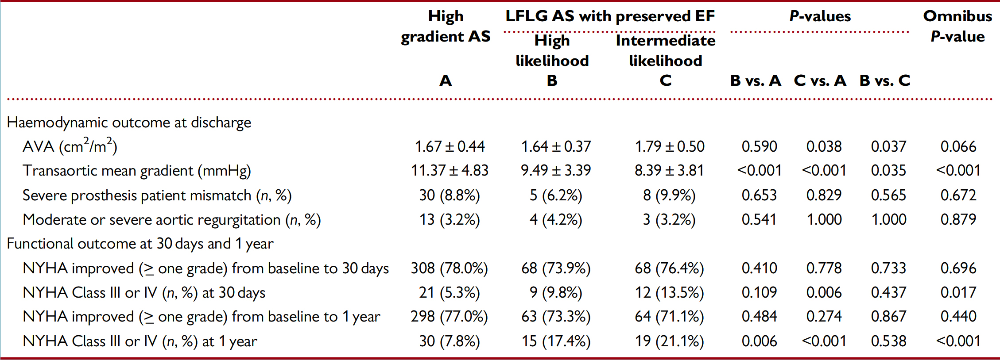 High gradient AS LFLG AS with preserved EF P-values Omnibus P-value
High likelihood Intermediate likelihood
A B C B vs. A C vs. A B vs. C
Haemodynamic outcome at discharge
AVA (cm²/m²) 1.67 ± 0.44 1.64 ± 0.37 1.79 ± 0.50 0.590 0.038 0.037 0.066
Transaortic mean gradient (mmHg) 11.37 ± 4.83 9.49 ± 3.39 8.39 ± 3.81 <0.001 <0.001 0.035 <0.001
Severe prosthesis patient mismatch (n, %) 30 (8.8%) 5 (6.2%) 8 (9.9%) 0.653 0.829 0.565 0.672
Moderate or severe aortic regurgitation (n, %) 13 (3.2%) 4 (4.2%) 3 (3.2%) 0.541 1.000 1.000 0.879
Functional outcome at 30 days and 1 year
NYHA improved (≥ one grade) from baseline to 30 days 308 (78.0%) 68 (73.9%) 68 (76.4%) 0.410 0.778 0.733 0.696
NYHA Class III or IV (n, %) at 30 days 21 (5.3%) 9 (9.8%) 12 (13.5%) 0.109 0.006 0.437 0.017
NYHA improved (≥ one grade) from baseline to 1 year 298 (77.0%) 63 (73.3%) 64 (71.1%) 0.484 0.274 0.867 0.440
NYHA Class III or IV (n, %) at 1 year 30 (7.8%) 15 (17.4%) 19 (21.1%) 0.006 <0.001 0.538 <0.001